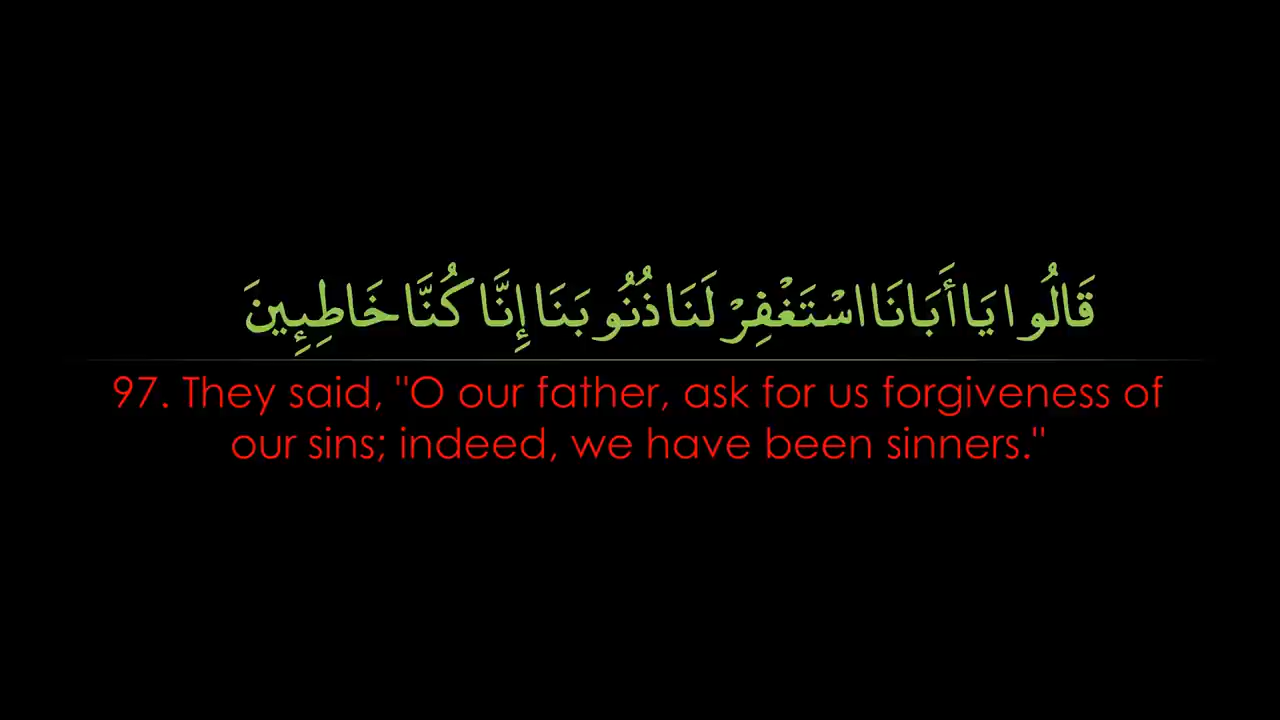 قَالُوا يَا أَبَانَا اسْتَغْفِرْ لَنَا ذُنُوبَنَا إِنَّا كُنَّا خَاطِئِينَ
97. They said, "O our father, ask for us forgiveness of
our sins; indeed, we have been sinners."